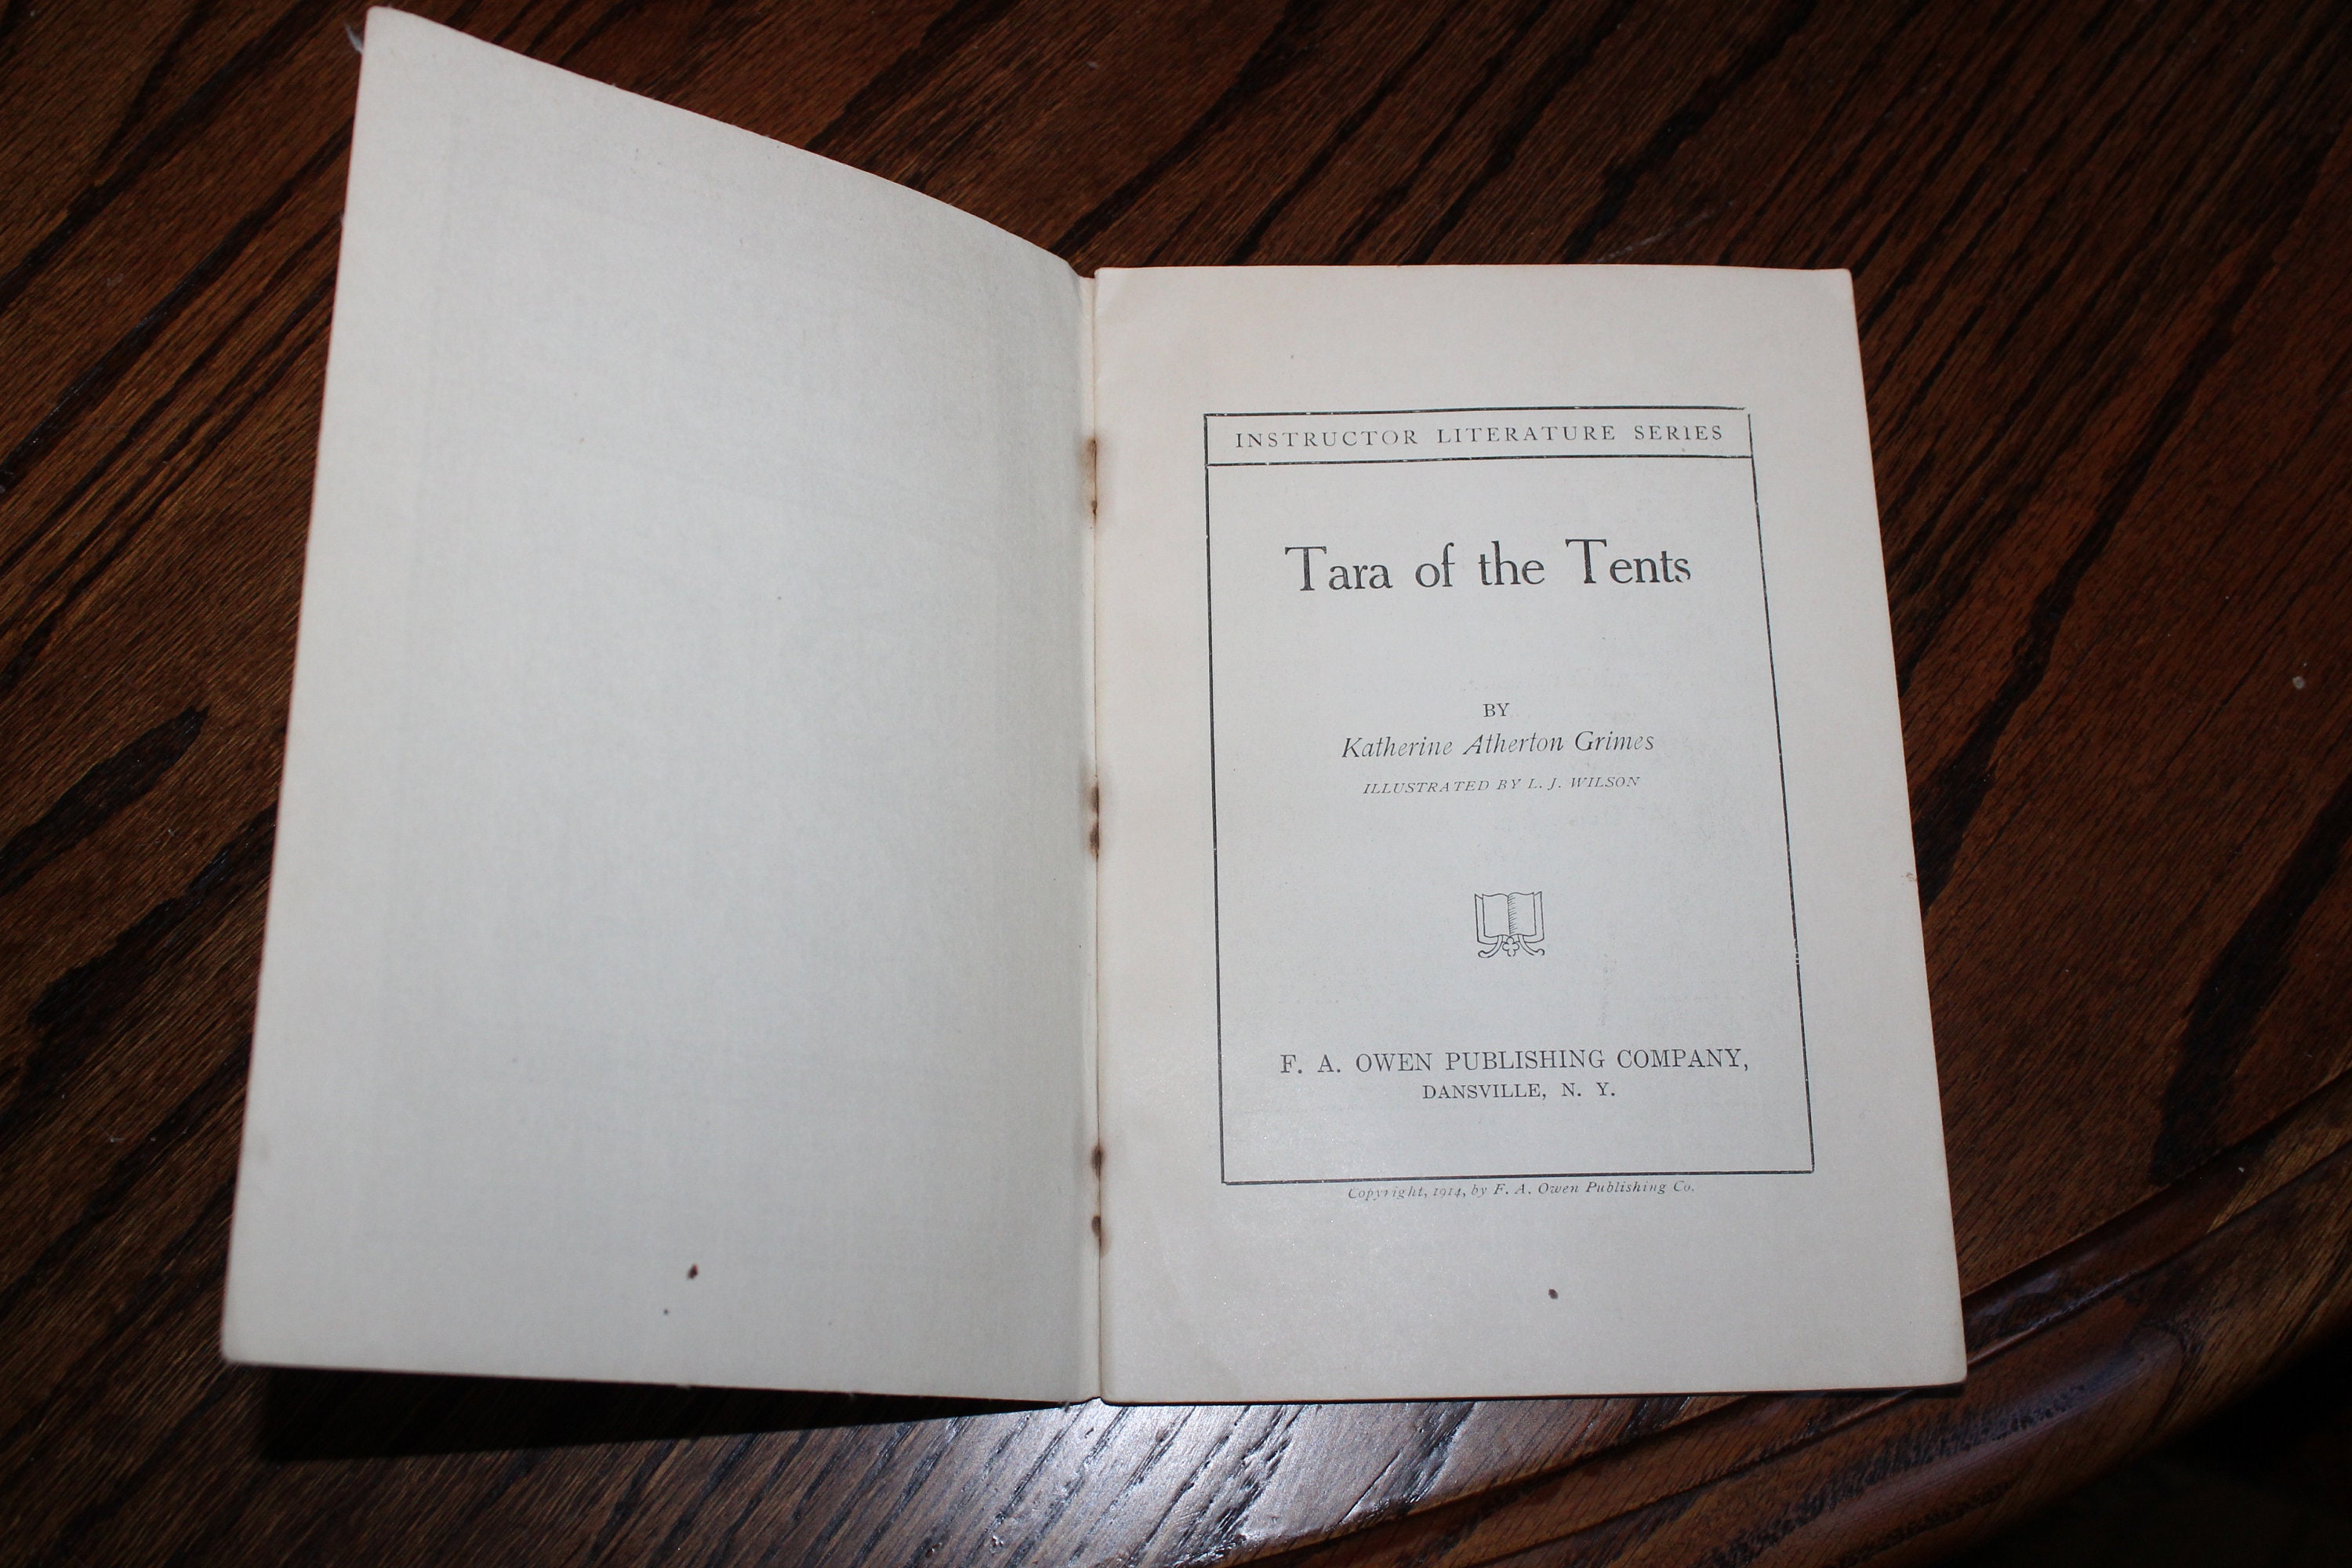 INSTRUCTOR LITERATURE SERIES
Tara of the Tents
BY
Katherine Atherton Grimes
ILLUSTRATED BY L. J. WILSON
F. A. OWEN PUBLISHING COMPANY,
DANSVILLE, N. Y.
Copyright, 1914, by F. A. Owen Publishing Co.